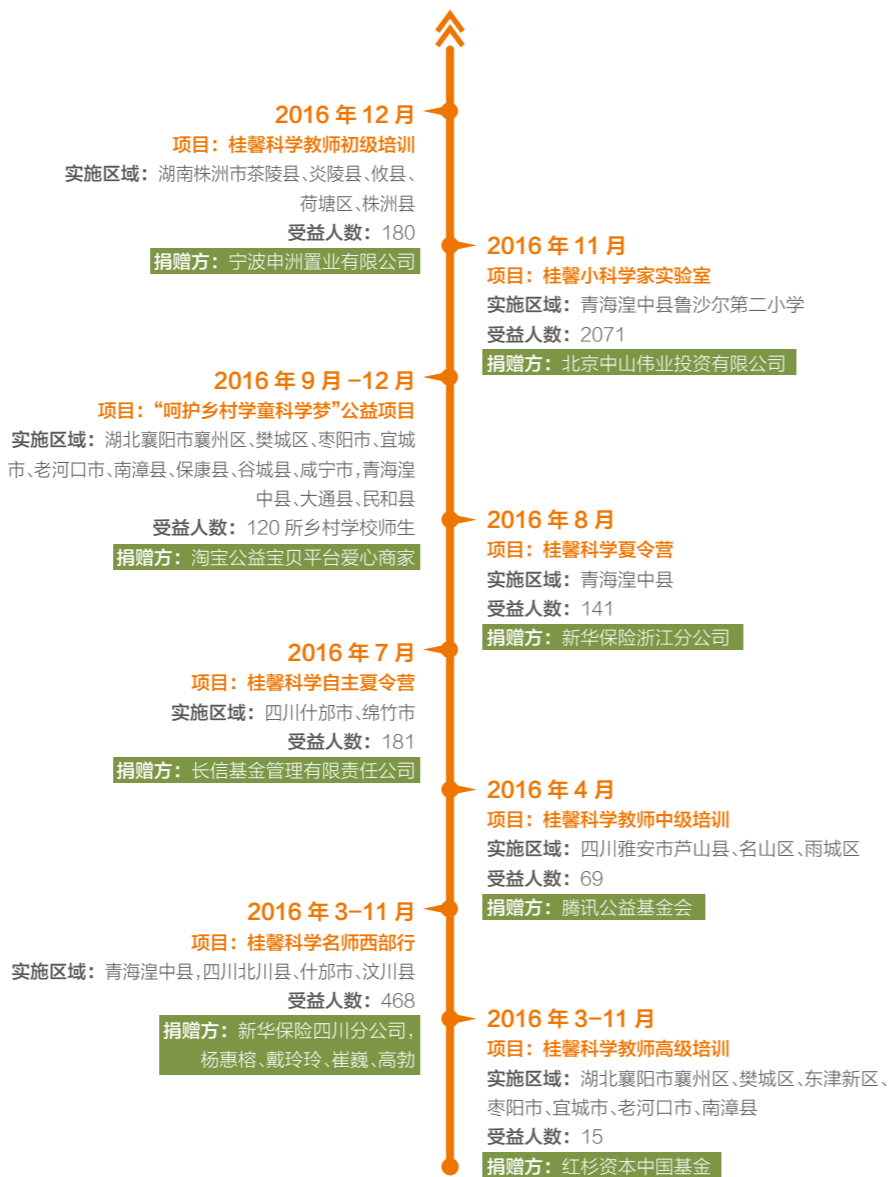 2016 年 12 月
项目：桂馨科学教师初级培训
实施区域：湖南株洲市茶陵县、炎陵县、攸县、
荷塘区、株洲县
受益人数：180
捐赠方：宁波申洲置业有限公司
2016 年 11 月
项目：桂馨小科学家实验室
实施区域：青海湟中县鲁沙尔第二小学
受益人数：2071
捐赠方：北京中山伟业投资有限公司
2016 年 9 月 -12 月
项目：“呵护乡村学童科学梦”公益项目
实施区域：湖北襄阳市襄州区、樊城区、枣阳市、宜城
市、老河口市、南漳县、保康县、谷城县、咸宁市，青海湟
中县、大通县、民和县
受益人数：120 所乡村学校师生
捐赠方：淘宝公益宝贝平台爱心商家
2016 年 8 月
项目：桂馨科学夏令营
实施区域：青海湟中县
受益人数：141
捐赠方：新华保险浙江分公司
2016 年 7 月
项目：桂馨科学自主夏令营
实施区域：四川什邡市、绵竹市
受益人数：181
捐赠方：长信基金管理有限责任公司
2016 年 4 月
项目：桂馨科学教师中级培训
实施区域：四川雅安市芦山县、名山区、雨城区
受益人数：69
捐赠方：腾讯公益基金会
2016 年 3-11 月
项目：桂馨科学名师西部行
实施区域：青海湟中县，四川北川县、什邡市、汶川县
受益人数：468
捐赠方：新华保险四川分公司，
杨惠榕、戴玲玲、崔巍、高勃
2016 年 3-11 月
项目：桂馨科学教师高级培训
实施区域：湖北襄阳市襄州区、樊城区、东津新区、
枣阳市、宜城市、老河口市、南漳县
受益人数：15
捐赠方：红杉资本中国基金